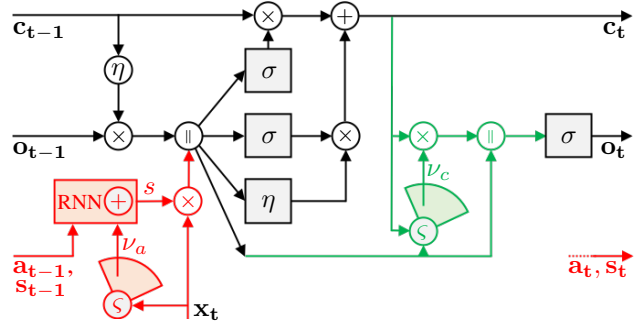 c_{t−1} × + c_t
η σ
o_{t−1} × || σ × × || σ o_t
RNN + s × η ν_c
ς
a_{t−1}, ν_a a_t, s_t
s_{t−1}
ς x_t